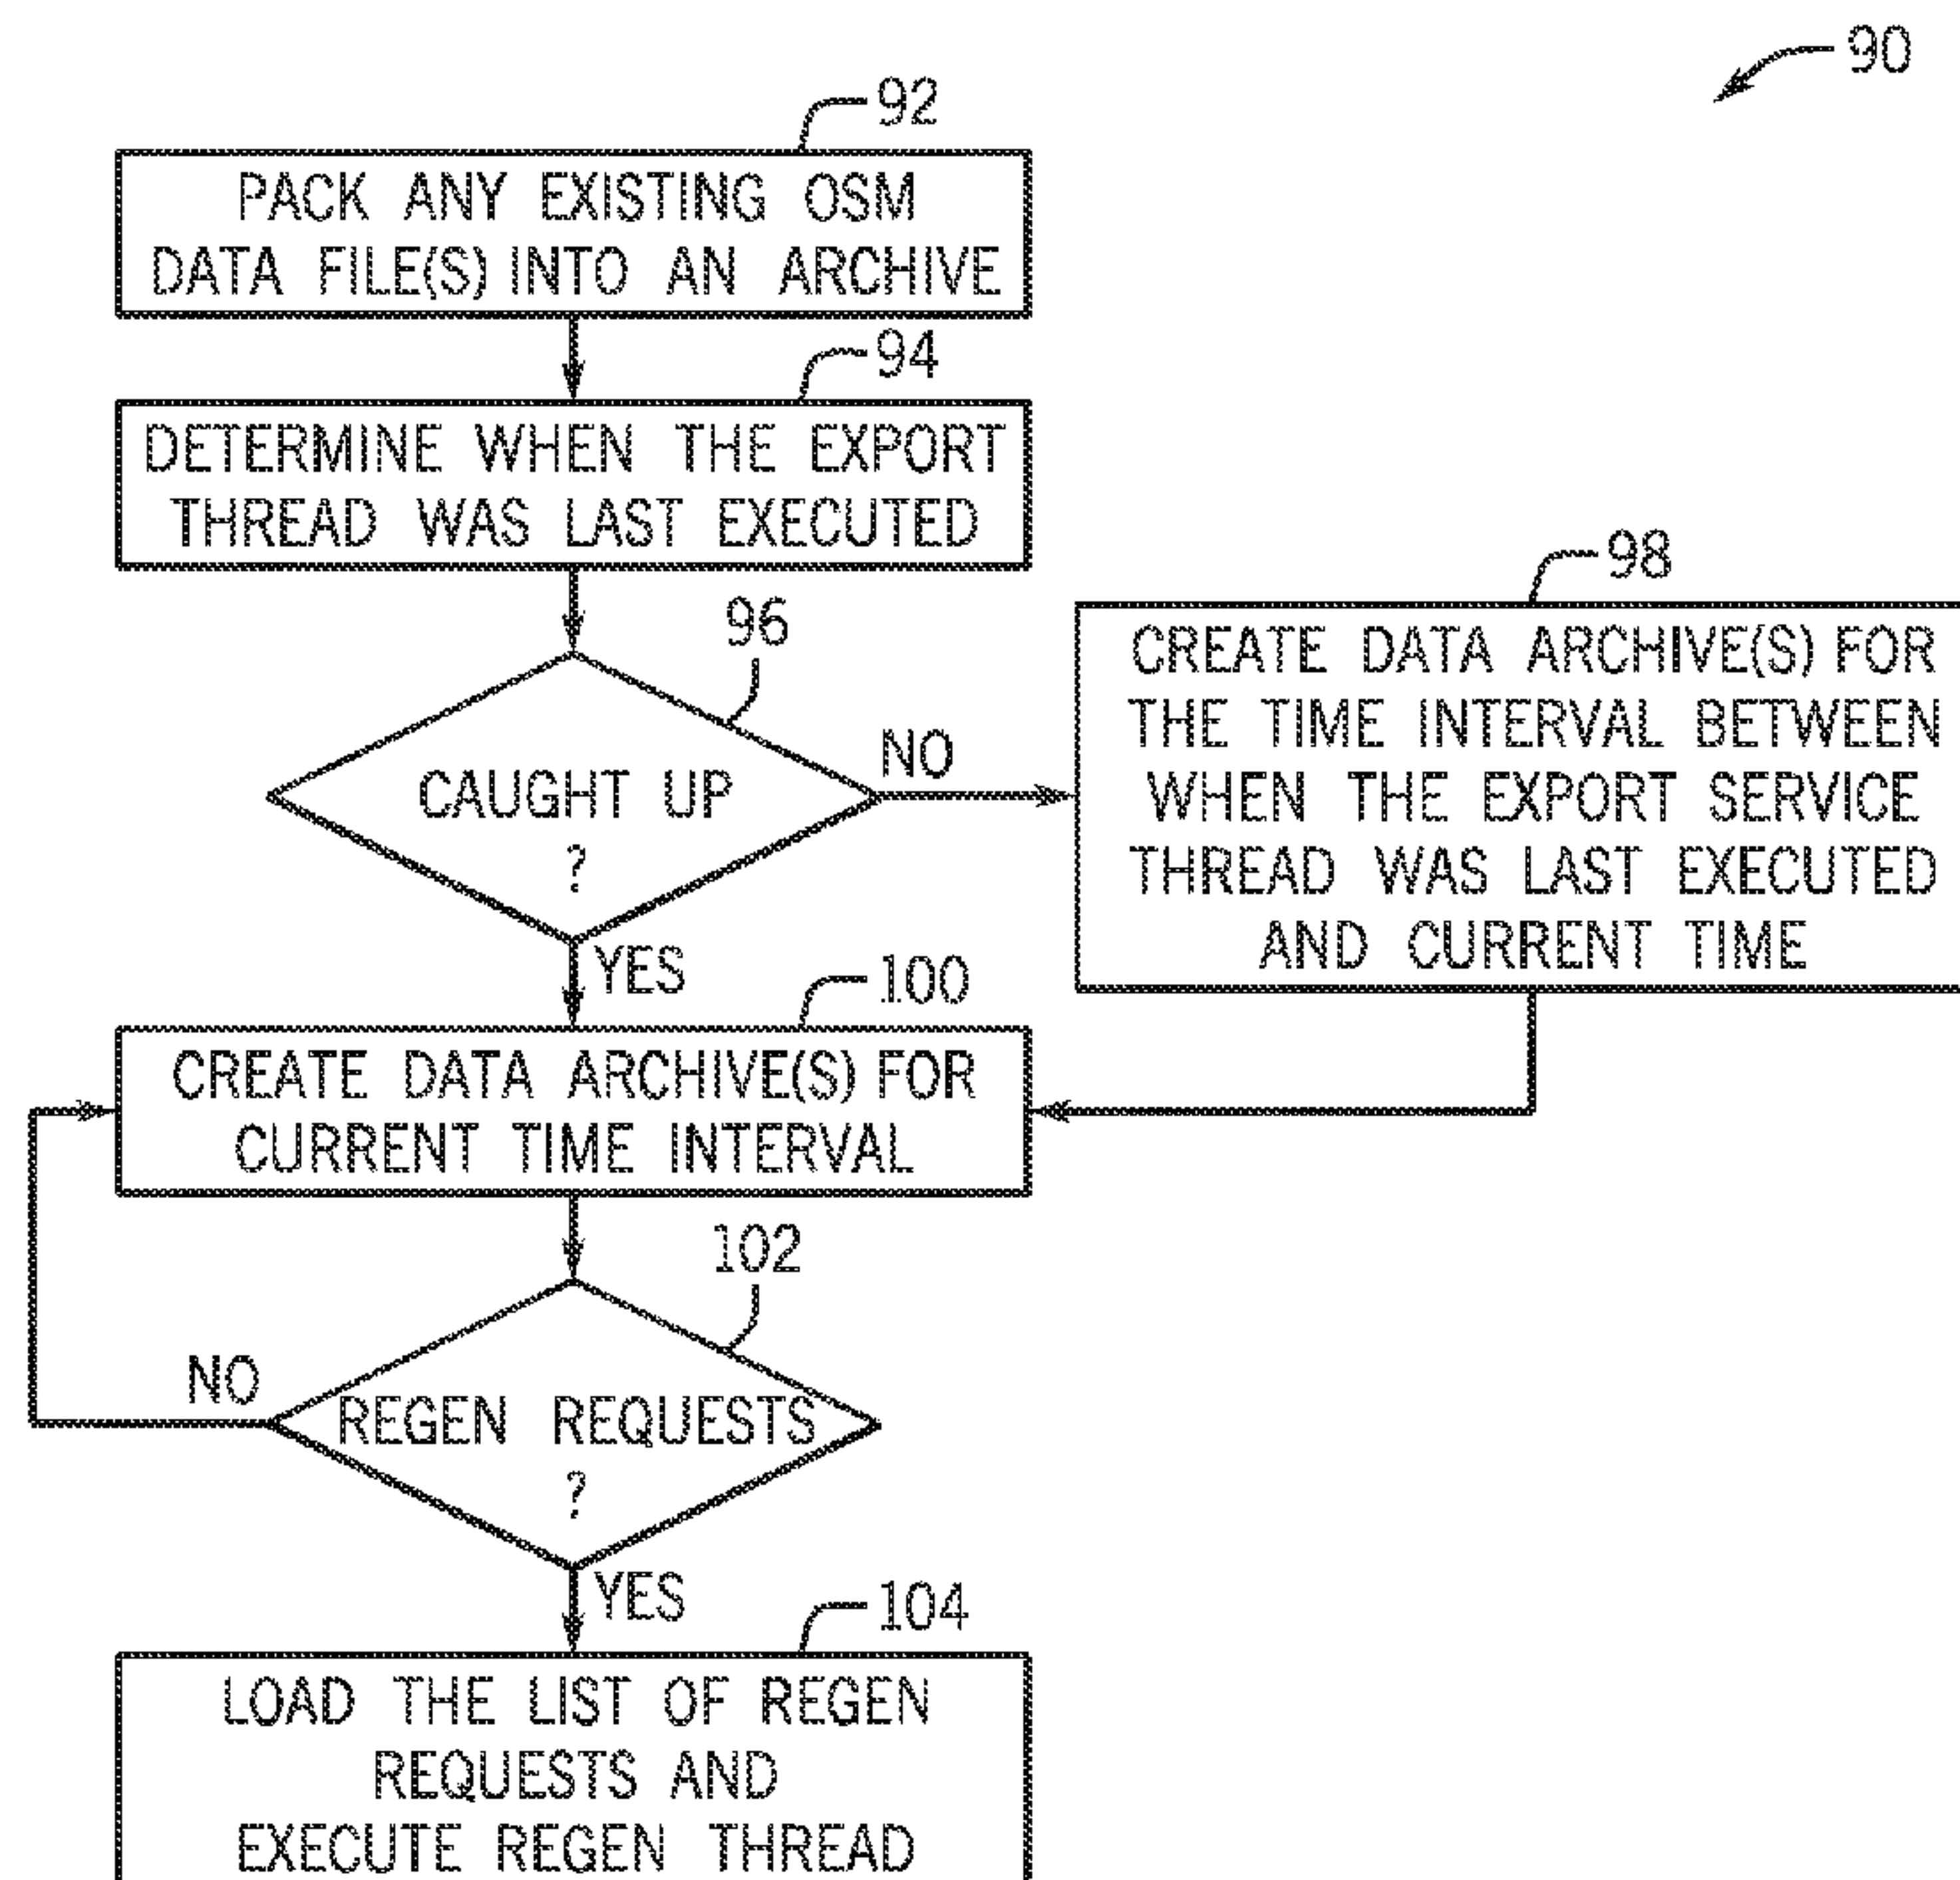 90
92
PACK ANY EXISTING OSM
DATA FILE(S) INTO AN ARCHIVE
94
DETERMINE WHEN THE EXPORT
THREAD WAS LAST EXECUTED
96
CAUGHT UP
?
NO
98
CREATE DATA ARCHIVE(S) FOR
THE TIME INTERVAL BETWEEN
WHEN THE EXPORT SERVICE
THREAD WAS LAST EXECUTED
AND CURRENT TIME
YES
100
CREATE DATA ARCHIVE(S) FOR
CURRENT TIME INTERVAL
102
NO
REGEN REQUESTS
?
YES
104
LOAD THE LIST OF REGEN
REQUESTS AND
EXECUTE REGEN THREAD